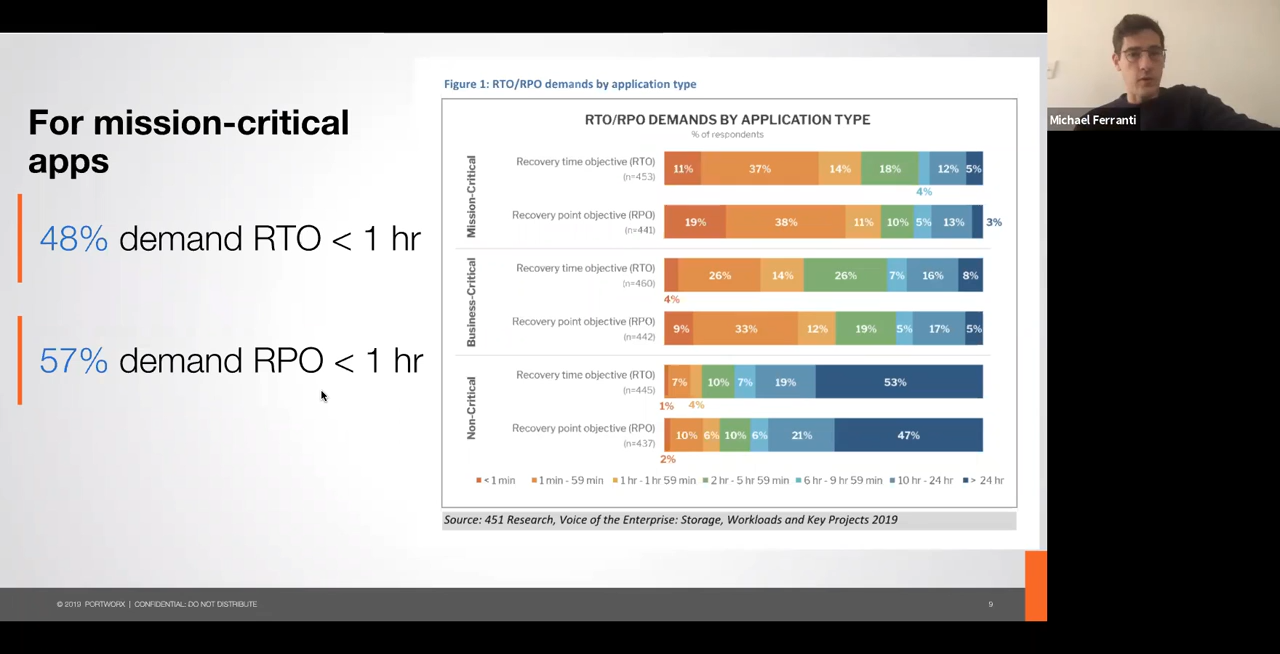 For mission-critical
apps
48% demand RTO < 1 hr
57% demand RPO < 1 hr
Figure 1: RTO/RPO demands by application type
RTO/RPO DEMANDS BY APPLICATION TYPE
% of respondents
Mission-Critical
Recovery time objective (RTO)
(n=453)
11% 37% 14% 18% 4% 12% 5%
Recovery point objective (RPO)
(n=441)
19% 38% 11% 10% 5% 13% 3%
Business-Critical
Recovery time objective (RTO)
(n=460)
4% 26% 14% 26% 7% 16% 8%
Recovery point objective (RPO)
(n=442)
9% 33% 12% 19% 5% 17% 5%
Non-Critical
Recovery time objective (RTO)
(n=445)
1% 7% 4% 10% 7% 19% 53%
Recovery point objective (RPO)
(n=437)
2% 10% 6% 10% 6% 21% 47%
< 1 min 1 min - 59 min 1 hr - 1 hr 59 min 2 hr - 5 hr 59 min 6 hr - 9 hr 59 min 10 hr - 24 hr > 24 hr
Source: 451 Research, Voice of the Enterprise: Storage, Workloads and Key Projects 2019
© 2019 PORTWORX | CONFIDENTIAL: DO NOT DISTRIBUTE
9
Michael Ferranti